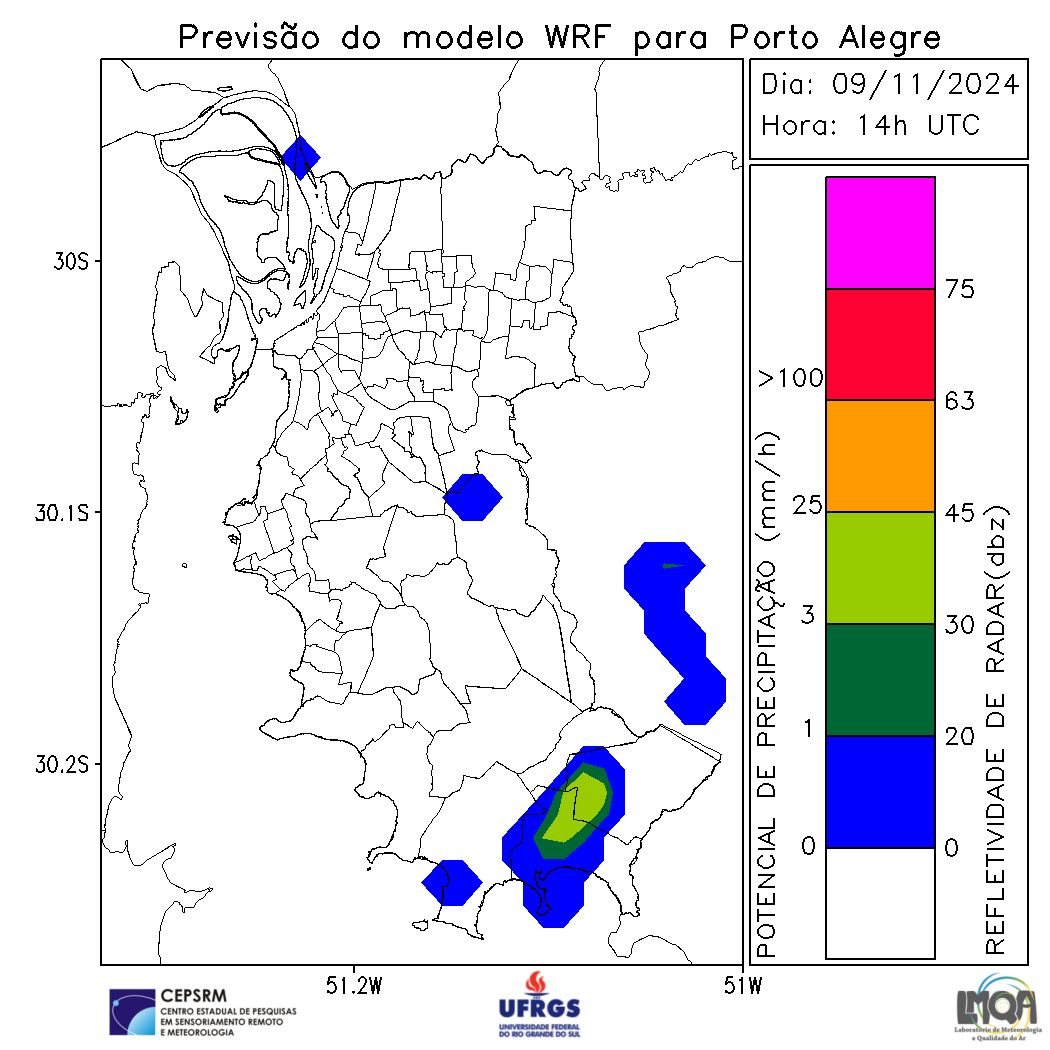 Previsão do modelo WRF para Porto Alegre
Dia: 09/11/2024
Hora: 14h UTC
30S
30.1S
30.2S
51.2W
51W
POTENCIAL DE PRECIPITAÇÃO (mm/h)
>100
25
3
1
0
75
63
45
30
20
0
REFLETIVIDADE DE RADAR(dbz)
CEPSRM
CENTRO ESTADUAL DE PESQUISAS
EM SENSORIAMENTO REMOTO
E METEOROLOGIA
UFRGS
UNIVERSIDADE FEDERAL
DO RIO GRANDE DO SUL
LMQA
Laboratório de Meteorologia
e Qualidade do Ar